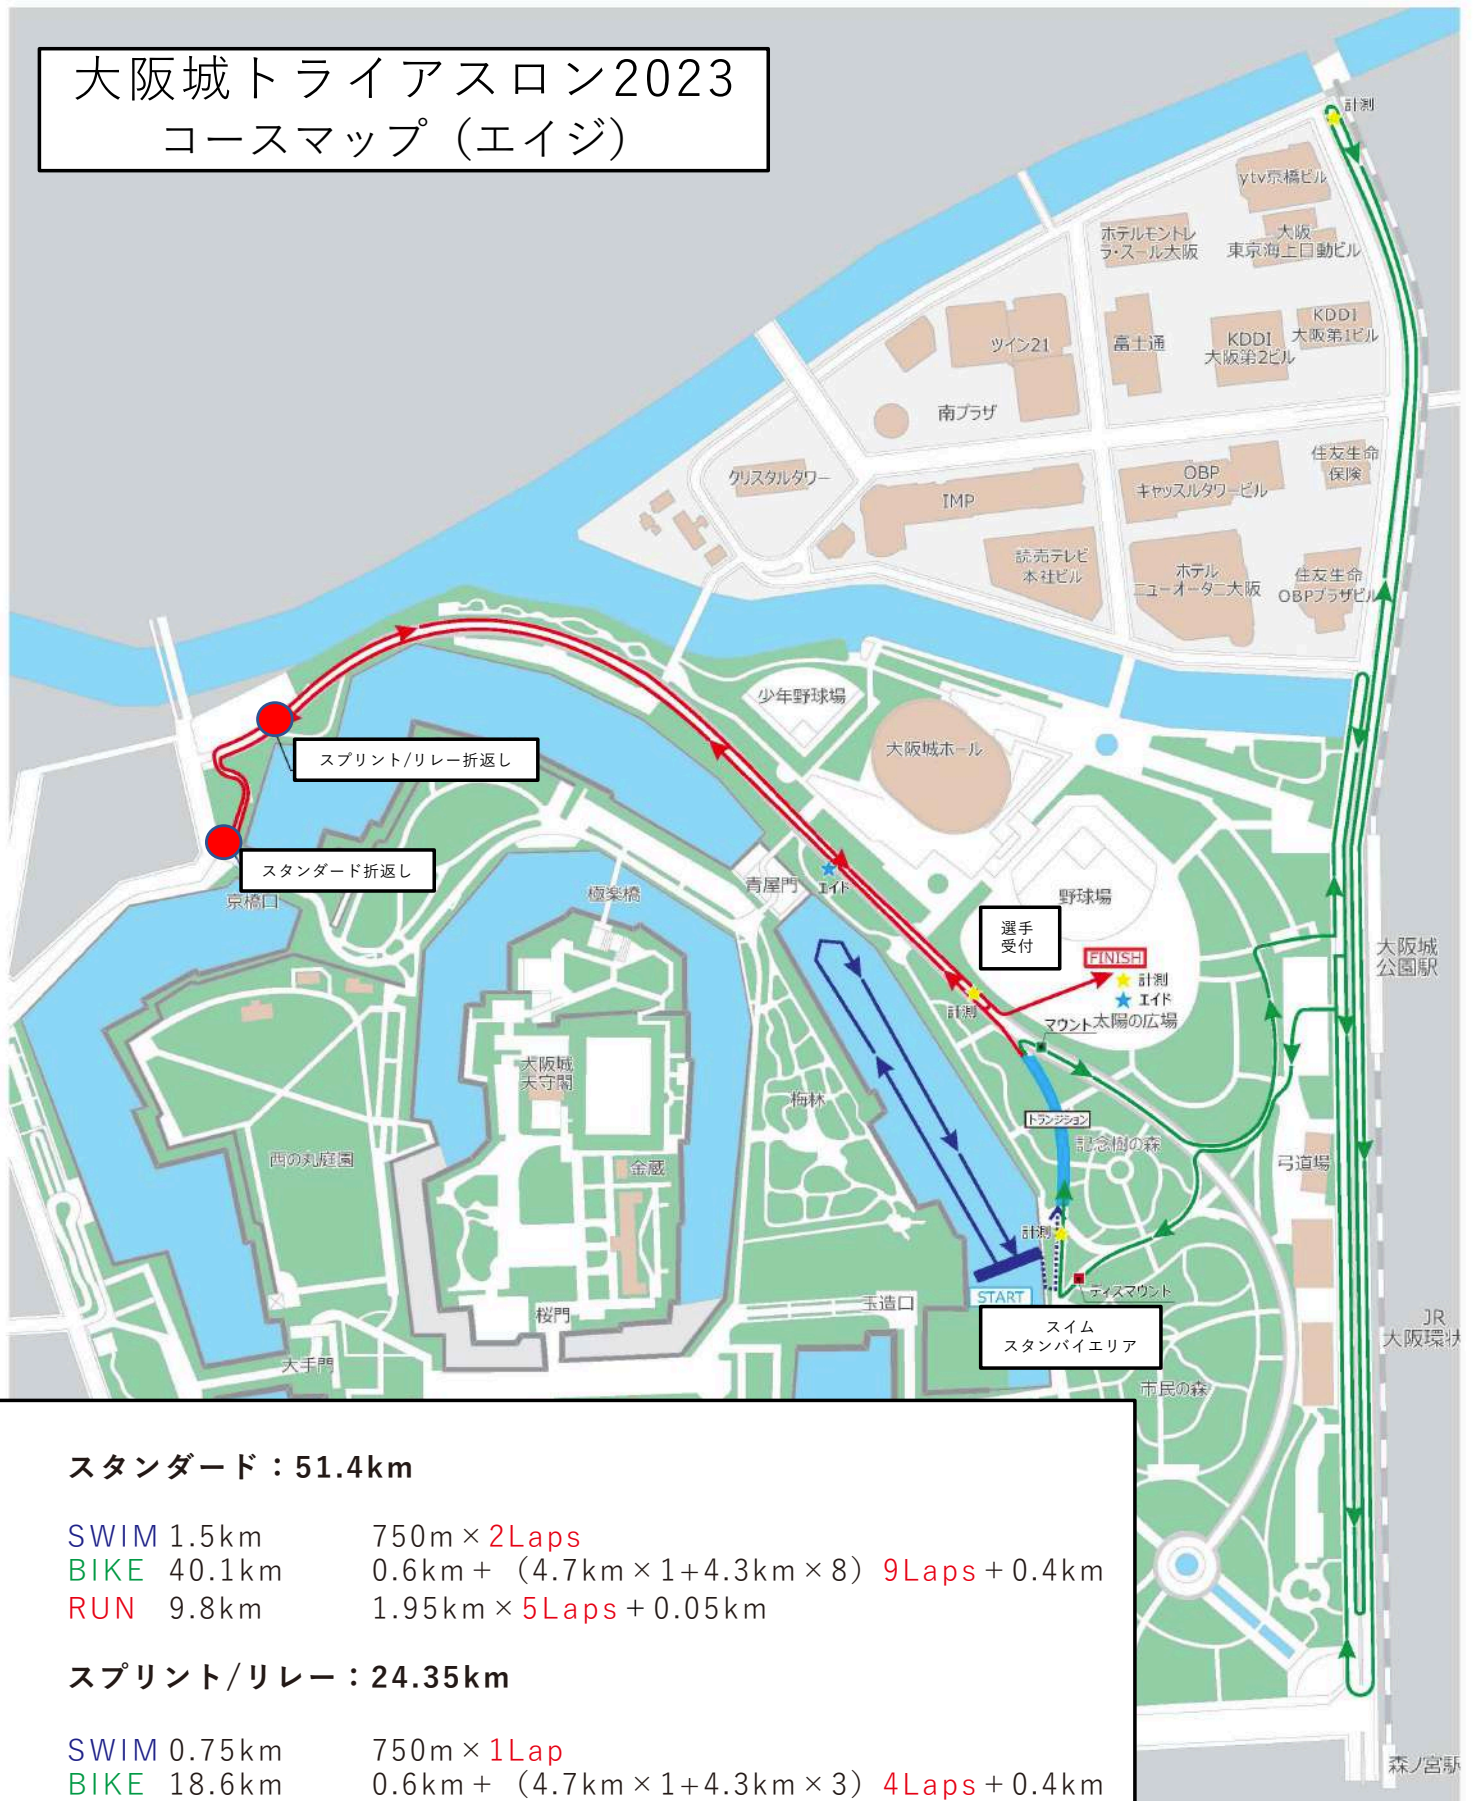 大阪城トライアスロン2023
コースマップ（エイジ）
計測
ytv京橋ビル
ホテルモントレ
ラ・スール大阪
大阪
東京海上日動ビル
ツイン21
富士通
KDDI
大阪第2ビル
KDDI
大阪第1ビル
南プラザ
クリスタルタワー
IMP
OBP
キャッスルタワービル
住友生命
保険
読売テレビ
本社ビル
ホテル
ニューオータニ大阪
住友生命
OBPプラザビル
少年野球場
大阪城ホール
スプリント/リレー折返し
スタンダード折返し
京橋口
極楽橋
青屋門
エイド
野球場
選手
受付
FINISH
計測
エイド
太陽の広場
大阪城
公園駅
計測
マウント
大阪城
天守閣
梅林
トランジション
記念樹の森
弓道場
西の丸庭園
金蔵
計測
ディスマウント
START
玉造口
桜門
スイム
スタンバイエリア
JR
大阪環状
大手門
市民の森
スタンダード：51.4km
SWIM 1.5km 750m×2Laps
BIKE 40.1km 0.6km+（4.7km×1+4.3km×8）9Laps+0.4km
RUN 9.8km 1.95km×5Laps+0.05km
スプリント/リレー：24.35km
SWIM 0.75km 750m×1Lap
BIKE 18.6km 0.6km+（4.7km×1+4.3km×3）4Laps+0.4km
森ノ宮駅